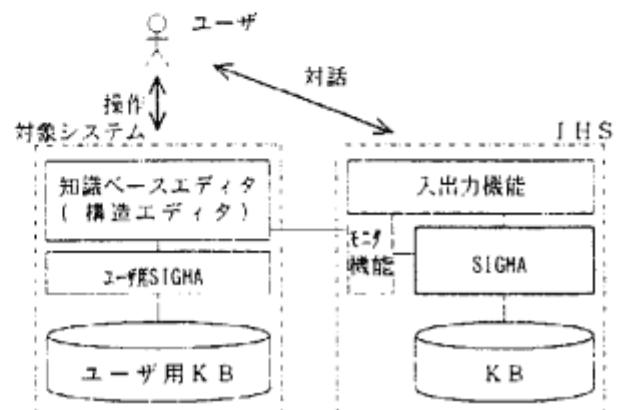 ユーザ
対話
操作
対象システム
IHS
知識ベースエディタ
(構造エディタ)
入出力機能
モニタ
機能
SIGMA
ユーザ用SIGMA
ユーザ用KB
KB